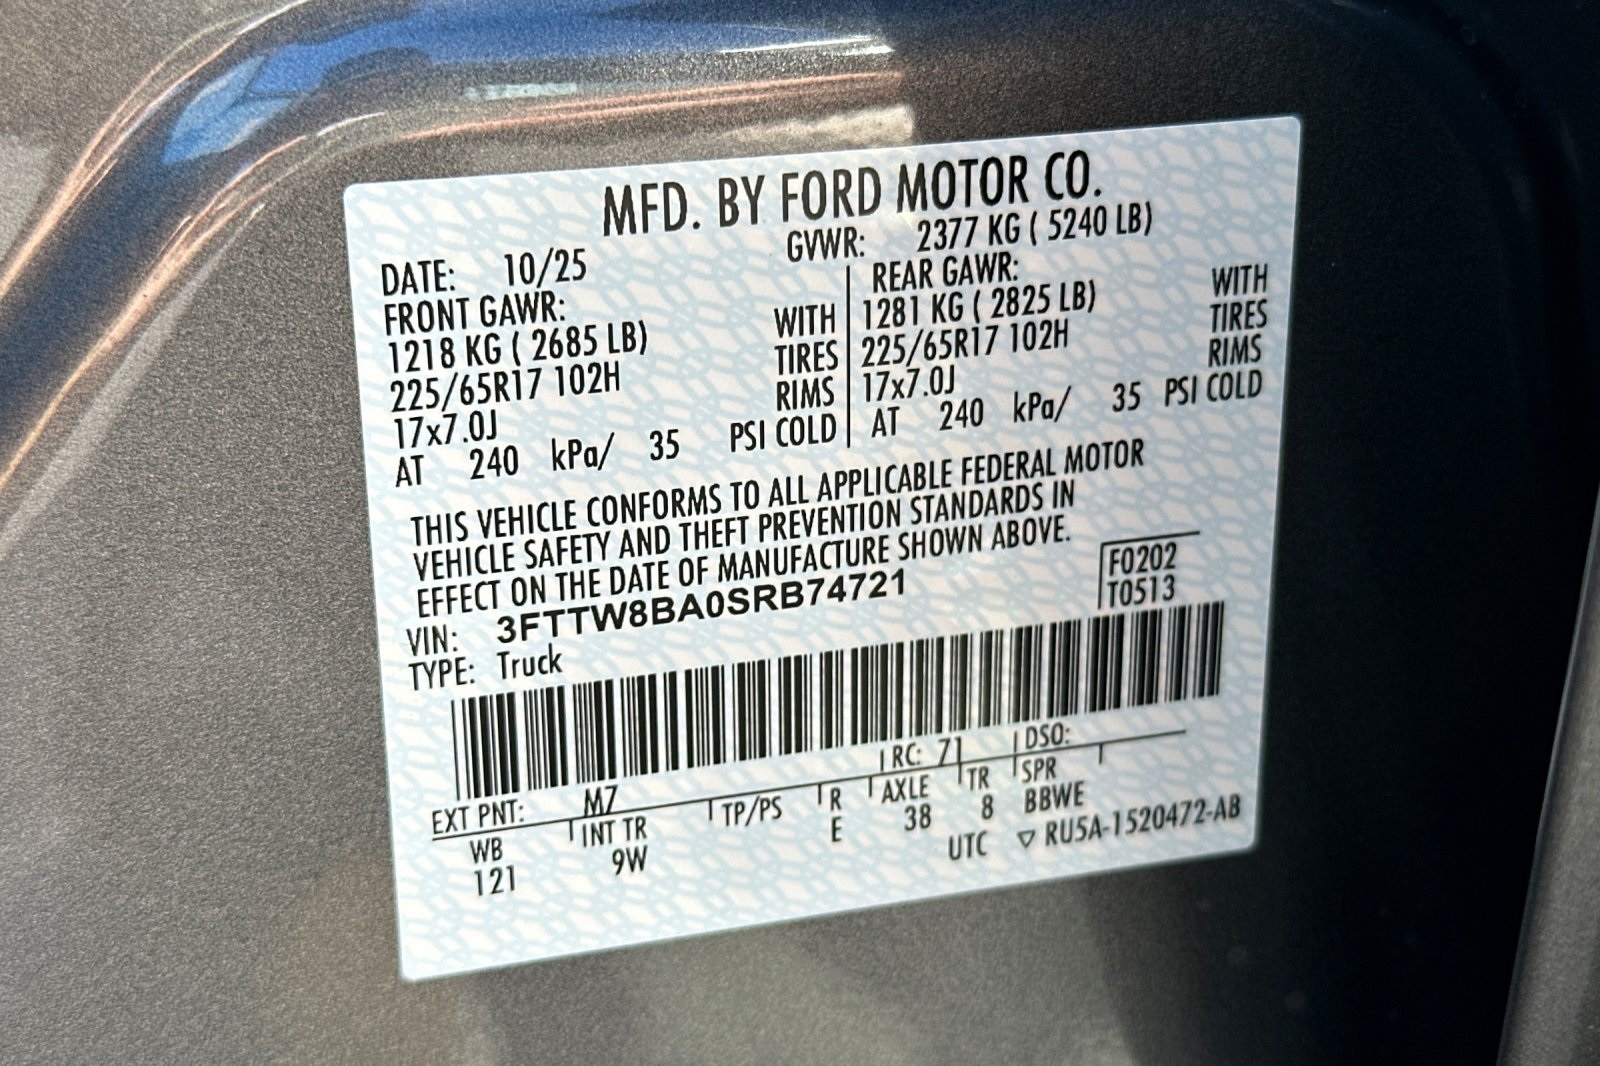 MFD. BY FORD MOTOR CO.
DATE: 10/25 GVWR: 2377 KG ( 5240 LB)
FRONT GAWR: REAR GAWR:
1218 KG ( 2685 LB) WITH 1281 KG ( 2825 LB) WITH
225/65R17 102H TIRES 225/65R17 102H TIRES
17x7.0J RIMS 17x7.0J RIMS
AT 240 kPa/ 35 PSI COLD AT 240 kPa/ 35 PSI COLD
THIS VEHICLE CONFORMS TO ALL APPLICABLE FEDERAL MOTOR
VEHICLE SAFETY AND THEFT PREVENTION STANDARDS IN
EFFECT ON THE DATE OF MANUFACTURE SHOWN ABOVE.
VIN: 3FTTW8BA0SRB74721 F0202
TYPE: Truck T0513
EXT PNT: M7 RC: 71 DSO:
WB INT TR TP/PS R AXLE TR SPR
121 9W E 38 8 BBWE
UTC ▽ RU5A-1520472-AB